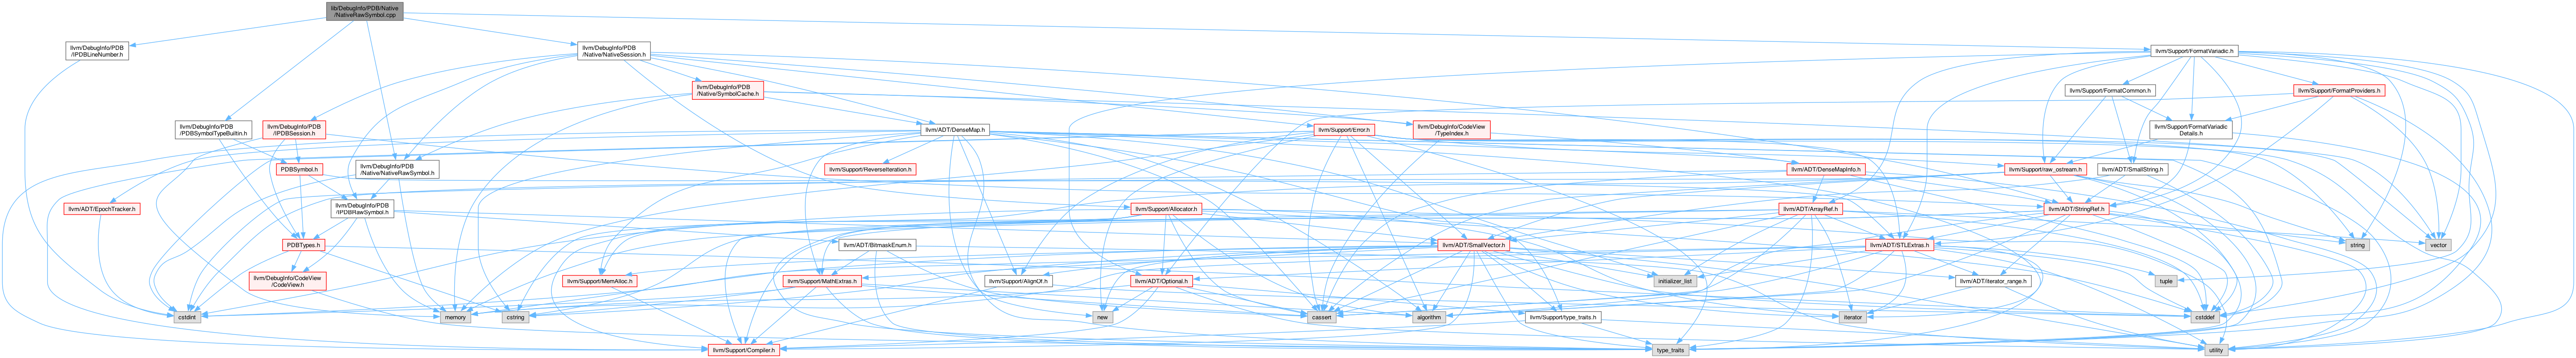 lib/DebugInfo/PDB/Native
/NativeRawSymbol.cpp
llvm/DebugInfo/PDB
/IPDBLineNumber.h
llvm/DebugInfo/PDB
/Native/NativeSession.h
llvm/Support/FormatVariadic.h
llvm/DebugInfo/PDB
/Native/SymbolCache.h
llvm/Support/FormatCommon.h
llvm/Support/FormatProviders.h
llvm/DebugInfo/PDB
/PDBSymbolTypeBuiltin.h
llvm/DebugInfo/PDB
/IPDBSession.h
llvm/ADT/DenseMap.h
llvm/Support/Error.h
llvm/DebugInfo/CodeView
/TypeIndex.h
llvm/Support/FormatVariadic
Details.h
PDBSymbol.h
llvm/DebugInfo/PDB
/Native/NativeRawSymbol.h
llvm/Support/ReverseIteration.h
llvm/ADT/DenseMapInfo.h
llvm/Support/raw_ostream.h
llvm/ADT/SmallString.h
llvm/ADT/EpochTracker.h
llvm/DebugInfo/PDB
/IPDBRawSymbol.h
llvm/Support/Allocator.h
llvm/ADT/ArrayRef.h
llvm/ADT/StringRef.h
PDBTypes.h
llvm/ADT/BitmaskEnum.h
llvm/ADT/SmallVector.h
llvm/ADT/STLExtras.h
string
vector
llvm/DebugInfo/CodeView
/CodeView.h
llvm/Support/MemAlloc.h
llvm/Support/MathExtras.h
llvm/Support/AlignOf.h
llvm/ADT/Optional.h
initializer_list
llvm/ADT/iterator_range.h
tuple
cstdint
memory
cstring
new
cassert
algorithm
llvm/Support/type_traits.h
iterator
cstddef
llvm/Support/Compiler.h
type_traits
utility